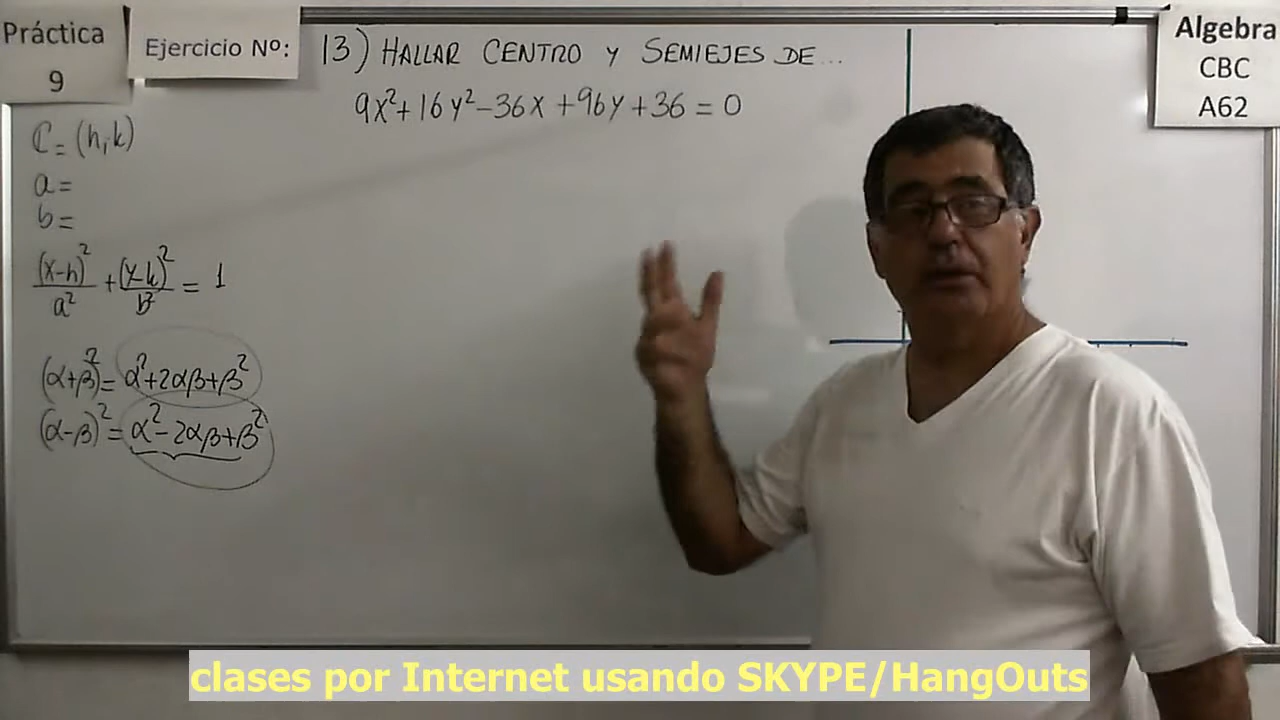 Práctica
9
Ejercicio Nº:
13) HALLAR CENTRO Y SEMIEJES DE...
9x²+16y²-36x+96y+36=0
Algebra
CBC
A62
C=(h,k)
a=
b=
(x-h)²/a² + (y-k)²/b² = 1
(α+β)²=α²+2αβ+β²
(α-β)²=α²-2αβ+β²
clases por Internet usando SKYPE/HangOuts